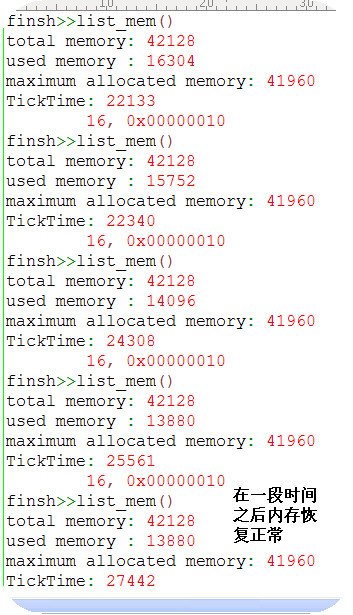 10 20 30
finsh>>list_mem()
total memory: 42128
used memory : 16304
maximum allocated memory: 41960
TickTime: 22133
16, 0x00000010
finsh>>list_mem()
total memory: 42128
used memory : 15752
maximum allocated memory: 41960
TickTime: 22340
16, 0x00000010
finsh>>list_mem()
total memory: 42128
used memory : 14096
maximum allocated memory: 41960
TickTime: 24308
16, 0x00000010
finsh>>list_mem()
total memory: 42128
used memory : 13880
maximum allocated memory: 41960
TickTime: 25561
16, 0x00000010
finsh>>list_mem()
total memory: 42128
used memory : 13880
maximum allocated memory: 41960
TickTime: 27442
在一段时间
之后内存恢
复正常